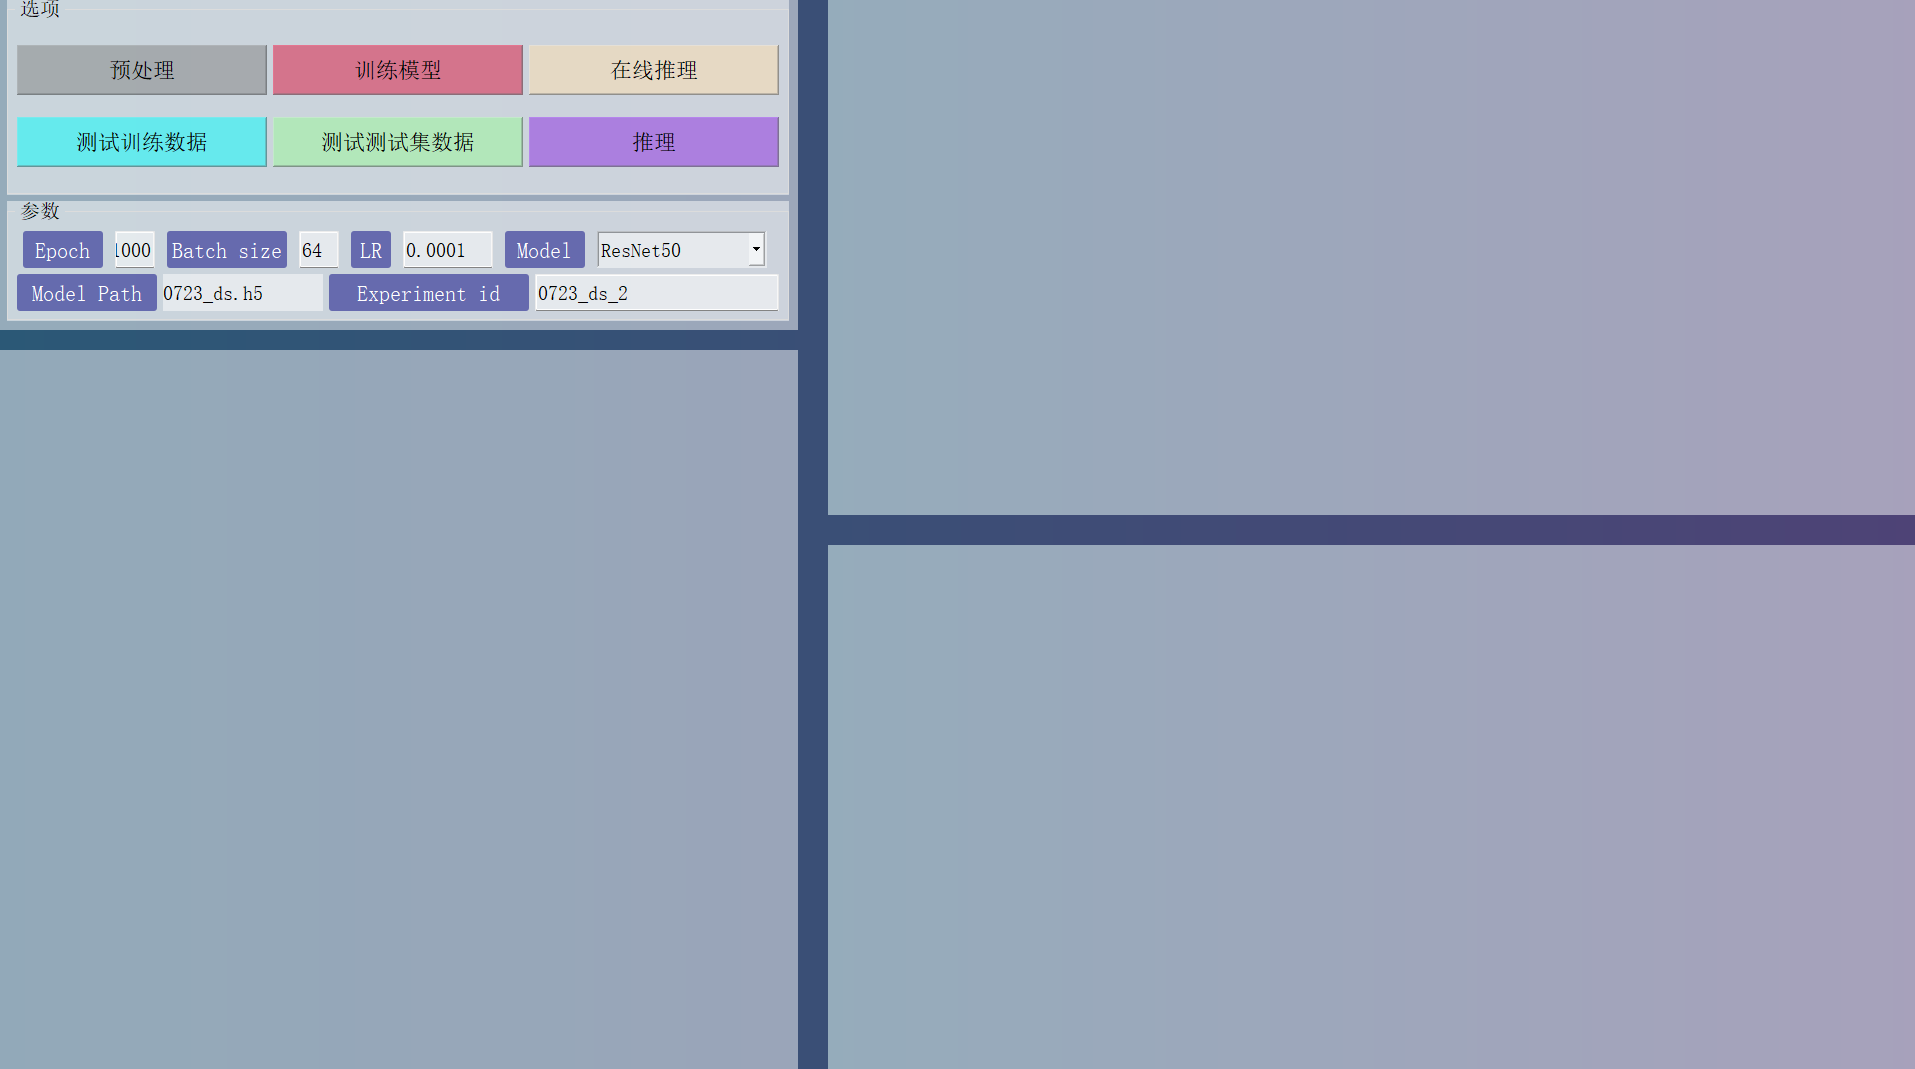 选项
预处理 训练模型 在线推理
测试训练数据 测试测试集数据 推理
参数
Epoch 1000 Batch size 64 LR 0.0001 Model ResNet50
Model Path 0723_ds.h5 Experiment id 0723_ds_2